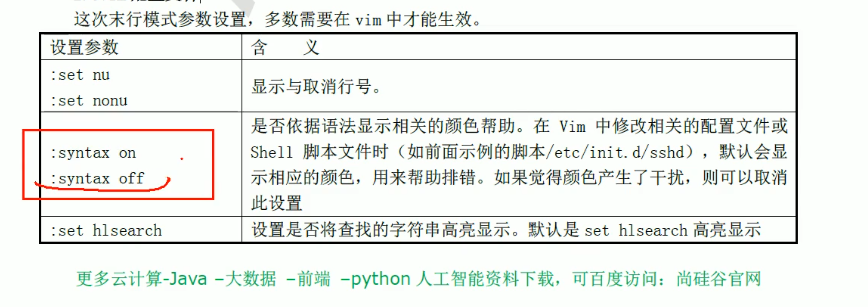 这次末行模式参数设置，多数需要在 vim 中才能生效。
设置参数 含 义
:set nu
:set nonu
显示与取消行号。
:syntax on
:syntax off
是否依据语法显示相关的颜色帮助。在 Vim 中修改相关的配置文件或
Shell 脚本文件时（如前面示例的脚本/etc/init.d/sshd），默认会显
示相应的颜色，用来帮助排错。如果觉得颜色产生了干扰，则可以取消
此设置
:set hlsearch 设置是否将查找的字符串高亮显示。默认是 set hlsearch 高亮显示
更多云计算-Java –大数据 –前端 –python 人工智能资料下载，可百度访问：尚硅谷官网